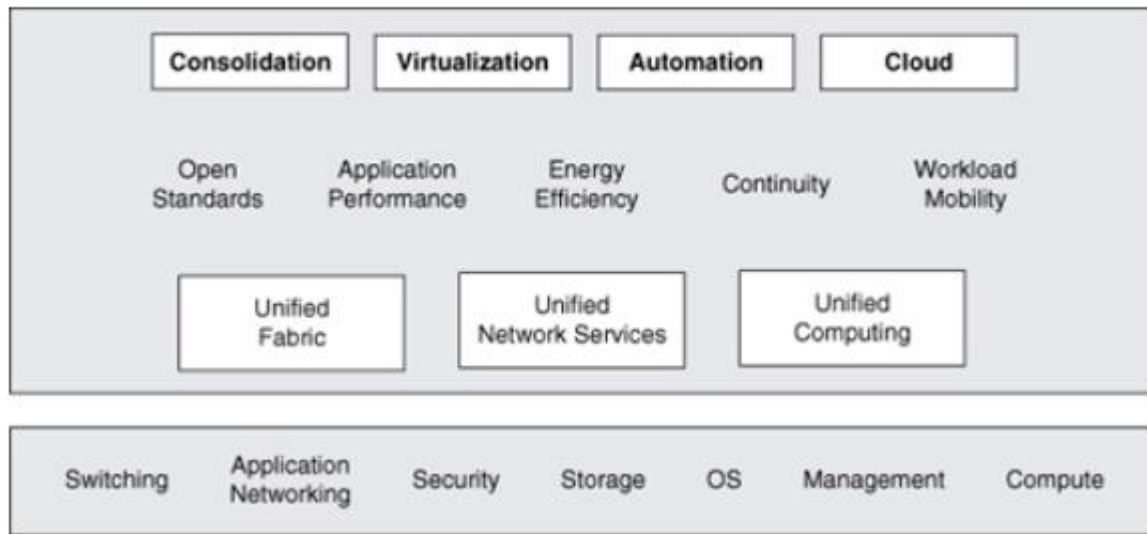 Consolidation Virtualization Automation Cloud
Open Standards Application Performance Energy Efficiency Continuity Workload Mobility
Unified Fabric Unified Network Services Unified Computing
Switching Application Networking Security Storage OS Management Compute